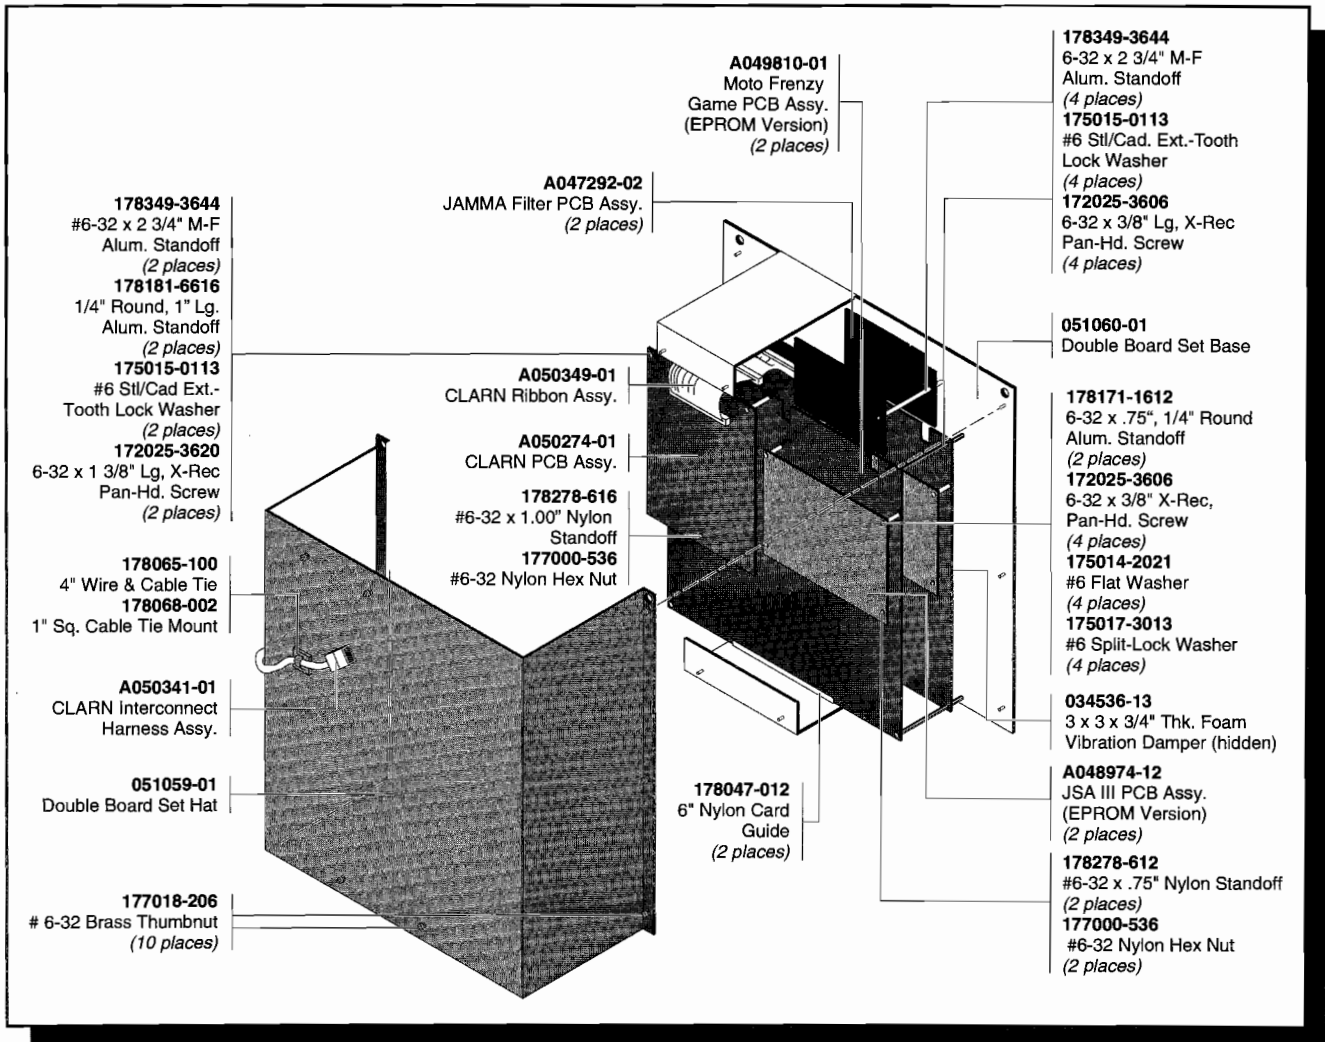 178349-3644
#6-32 x 2 3/4" M-F
Alum. Standoff
(2 places)
178181-6616
1/4" Round, 1" Lg.
Alum. Standoff
(2 places)
175015-0113
#6 Stl/Cad Ext.-
Tooth Lock Washer
(2 places)
172025-3620
6-32 x 1 3/8" Lg, X-Rec
Pan-Hd. Screw
(2 places)
178065-100
4" Wire & Cable Tie
178068-002
1" Sq. Cable Tie Mount
A050341-01
CLARN Interconnect
Harness Assy.
051059-01
Double Board Set Hat
177018-206
# 6-32 Brass Thumbnut
(10 places)
A049810-01
Moto Frenzy
Game PCB Assy.
(EPROM Version)
(2 places)
A047292-02
JAMMA Filter PCB Assy.
(2 places)
A050349-01
CLARN Ribbon Assy.
A050274-01
CLARN PCB Assy.
178278-616
#6-32 x 1.00" Nylon
Standoff
177000-536
#6-32 Nylon Hex Nut
178047-012
6" Nylon Card
Guide
(2 places)
178349-3644
6-32 x 2 3/4" M-F
Alum. Standoff
(4 places)
175015-0113
#6 Stl/Cad. Ext.-Tooth
Lock Washer
(4 places)
172025-3606
6-32 x 3/8" Lg, X-Rec
Pan-Hd. Screw
(4 places)
051060-01
Double Board Set Base
178171-1612
6-32 x .75", 1/4" Round
Alum. Standoff
(2 places)
172025-3606
6-32 x 3/8" X-Rec,
Pan-Hd. Screw
(4 places)
175014-2021
#6 Flat Washer
(4 places)
175017-3013
#6 Split-Lock Washer
(4 places)
034536-13
3 x 3 x 3/4" Thk. Foam
Vibration Damper (hidden)
A048974-12
JSA III PCB Assy.
(EPROM Version)
(2 places)
178278-612
#6-32 x .75" Nylon Standoff
(2 places)
177000-536
#6-32 Nylon Hex Nut
(2 places)